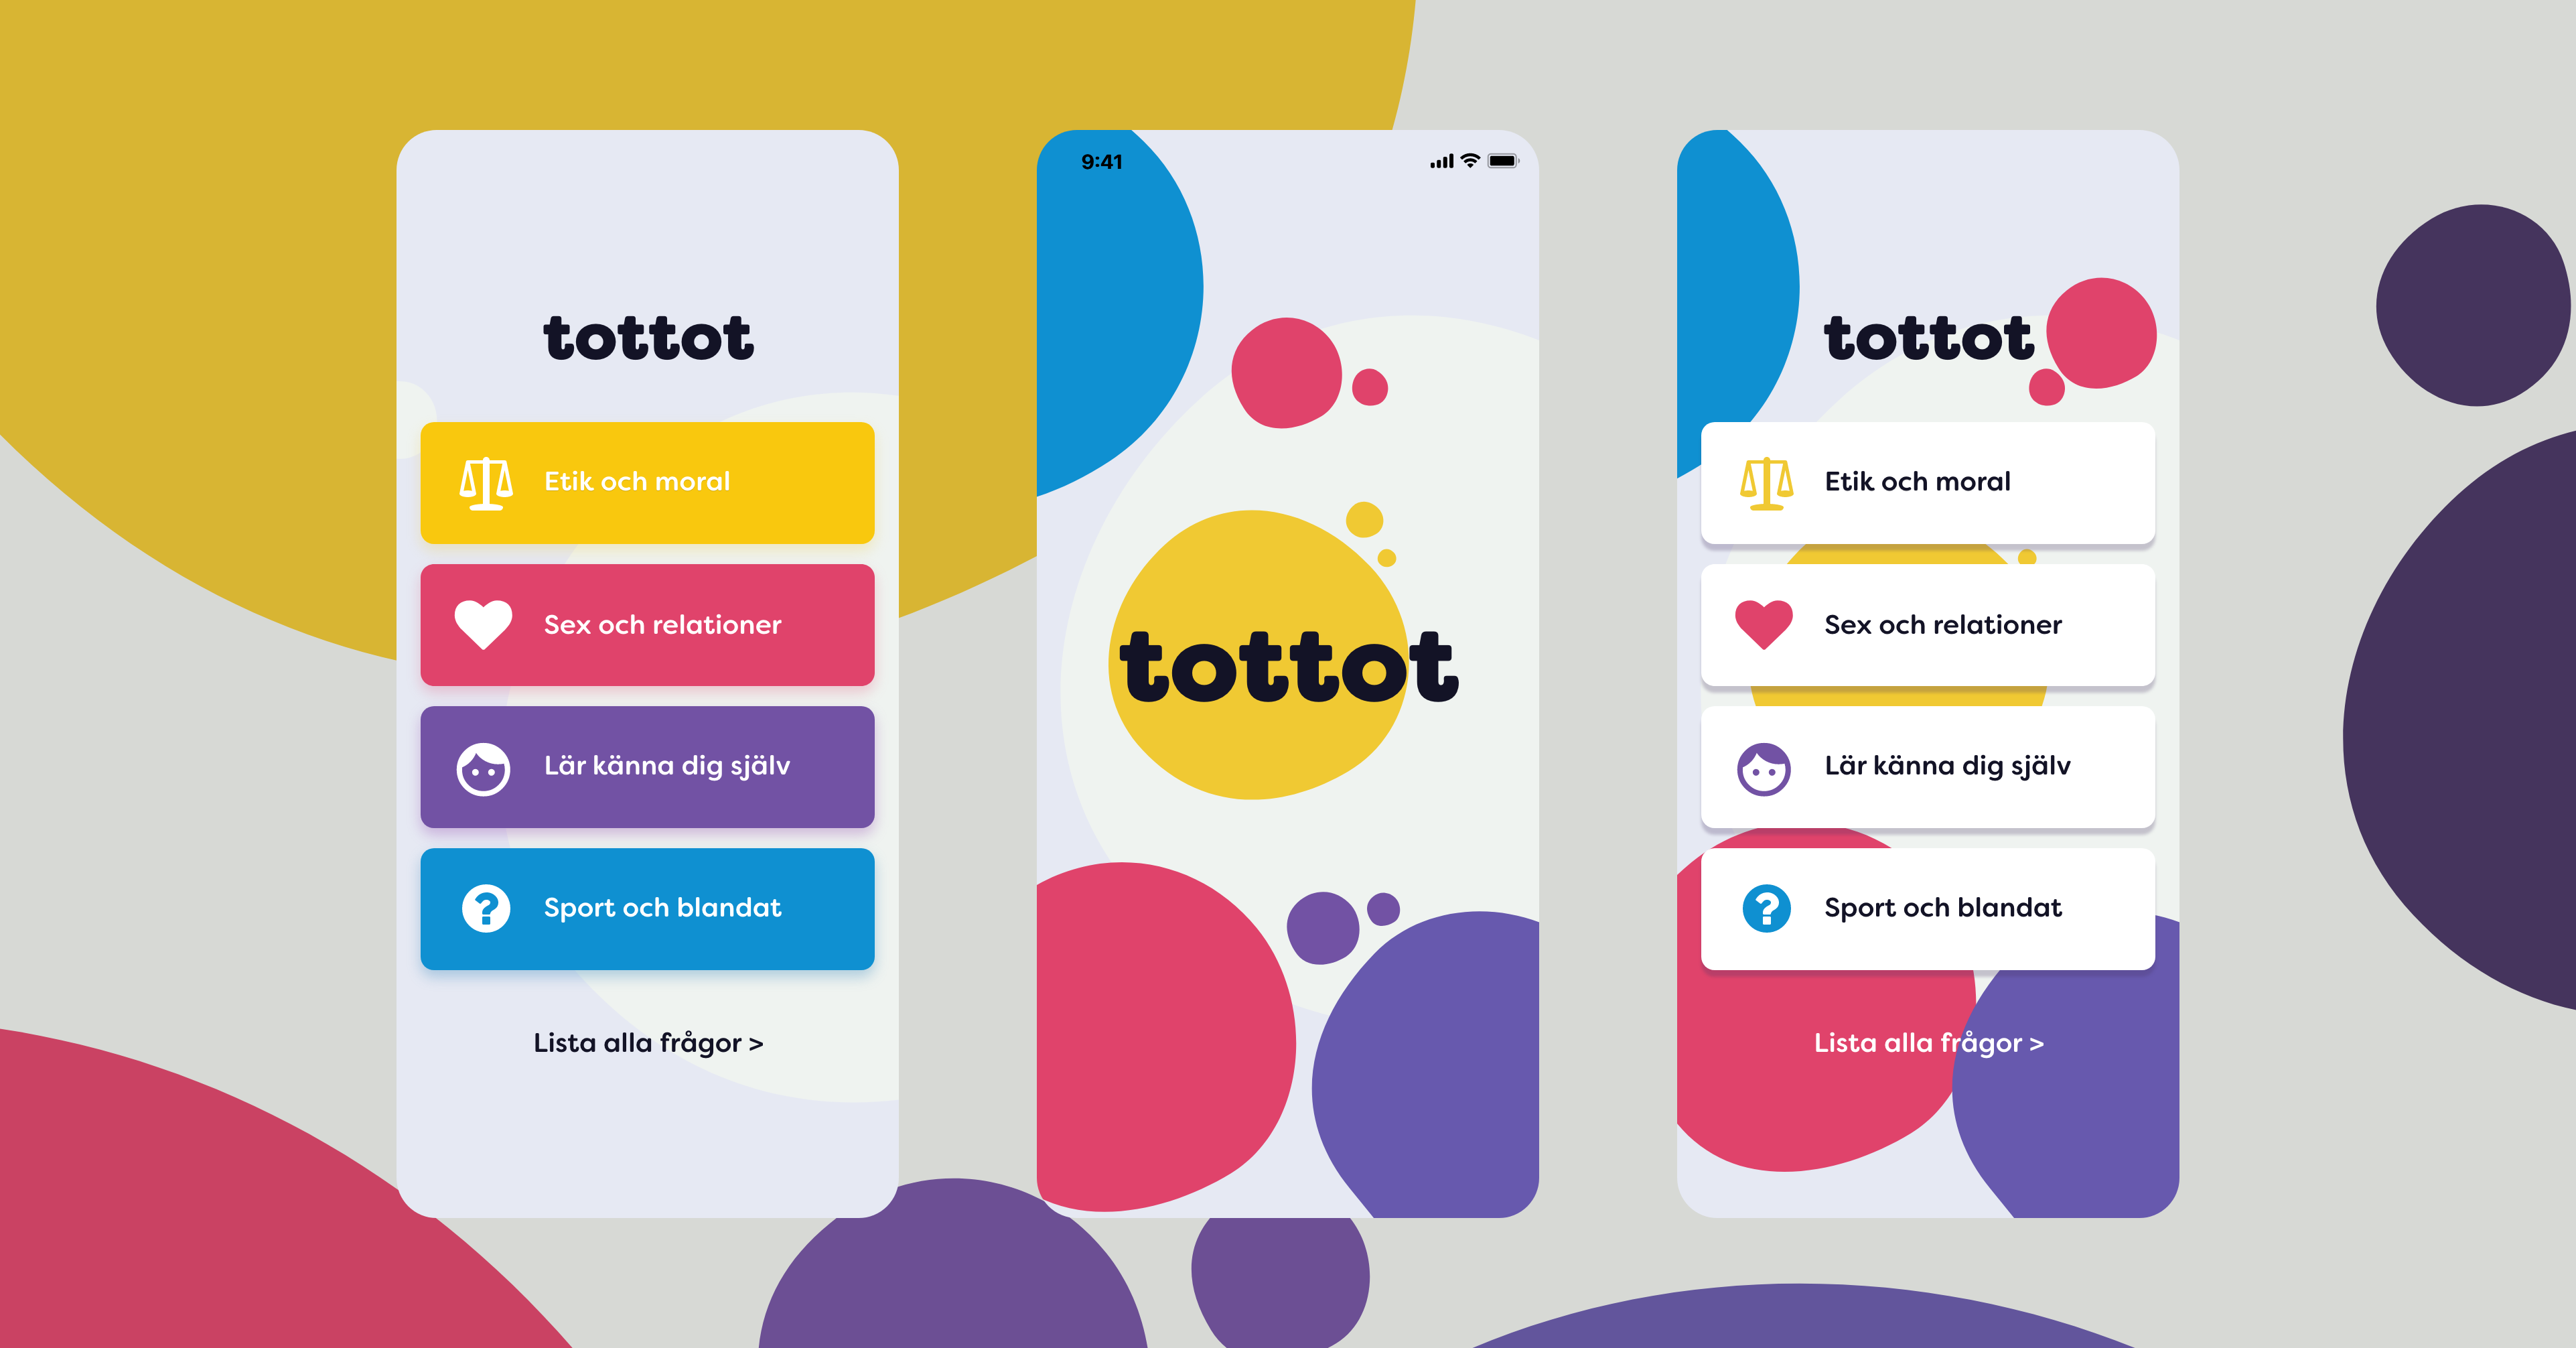 tottot
Etik och moral
Sex och relationer
Lär känna dig själv
Sport och blandat
Lista alla frågor >
9:41
tottot
tottot
Etik och moral
Sex och relationer
Lär känna dig själv
Sport och blandat
Lista alla frågor >